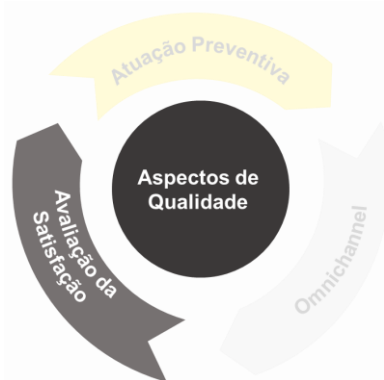 Atuação Preventiva
Aspectos de
Qualidade
Avaliação da
Satisfação
Omnichannel